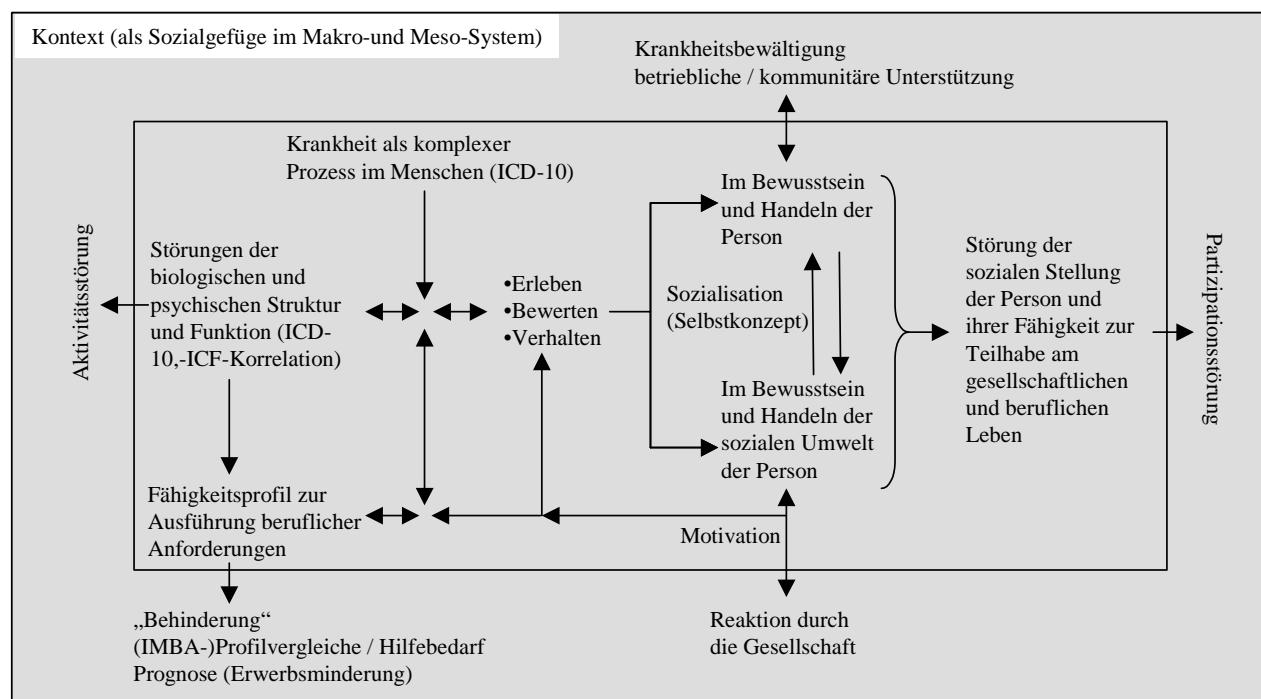 Kontext (als Sozialgefüge im Makro-und Meso-System)
Krankheitsbewältigung
betriebliche / kommunitäre Unterstützung
Krankheit als komplexer
Prozess im Menschen (ICD-10)
Aktivitätsstörung
Störungen der
biologischen und
psychischen Struktur
und Funktion (ICD-
10,-ICF-Korrelation)
•Erleben
•Bewerten
•Verhalten
Im Bewusstsein
und Handeln der
Person
Sozialisation
(Selbstkonzept)
Im Bewusstsein
und Handeln der
sozialen Umwelt
der Person
Störung der
sozialen Stellung
der Person und
ihrer Fähigkeit zur
Teilhabe am
gesellschaftlichen
und beruflichen
Leben
Partizipationsstörung
Fähigkeitsprofil zur
Ausführung beruflicher
Anforderungen
Motivation
„Behinderung“
(IMBA-)Profilvergleiche / Hilfebedarf
Prognose (Erwerbsminderung)
Reaktion durch
die Gesellschaft